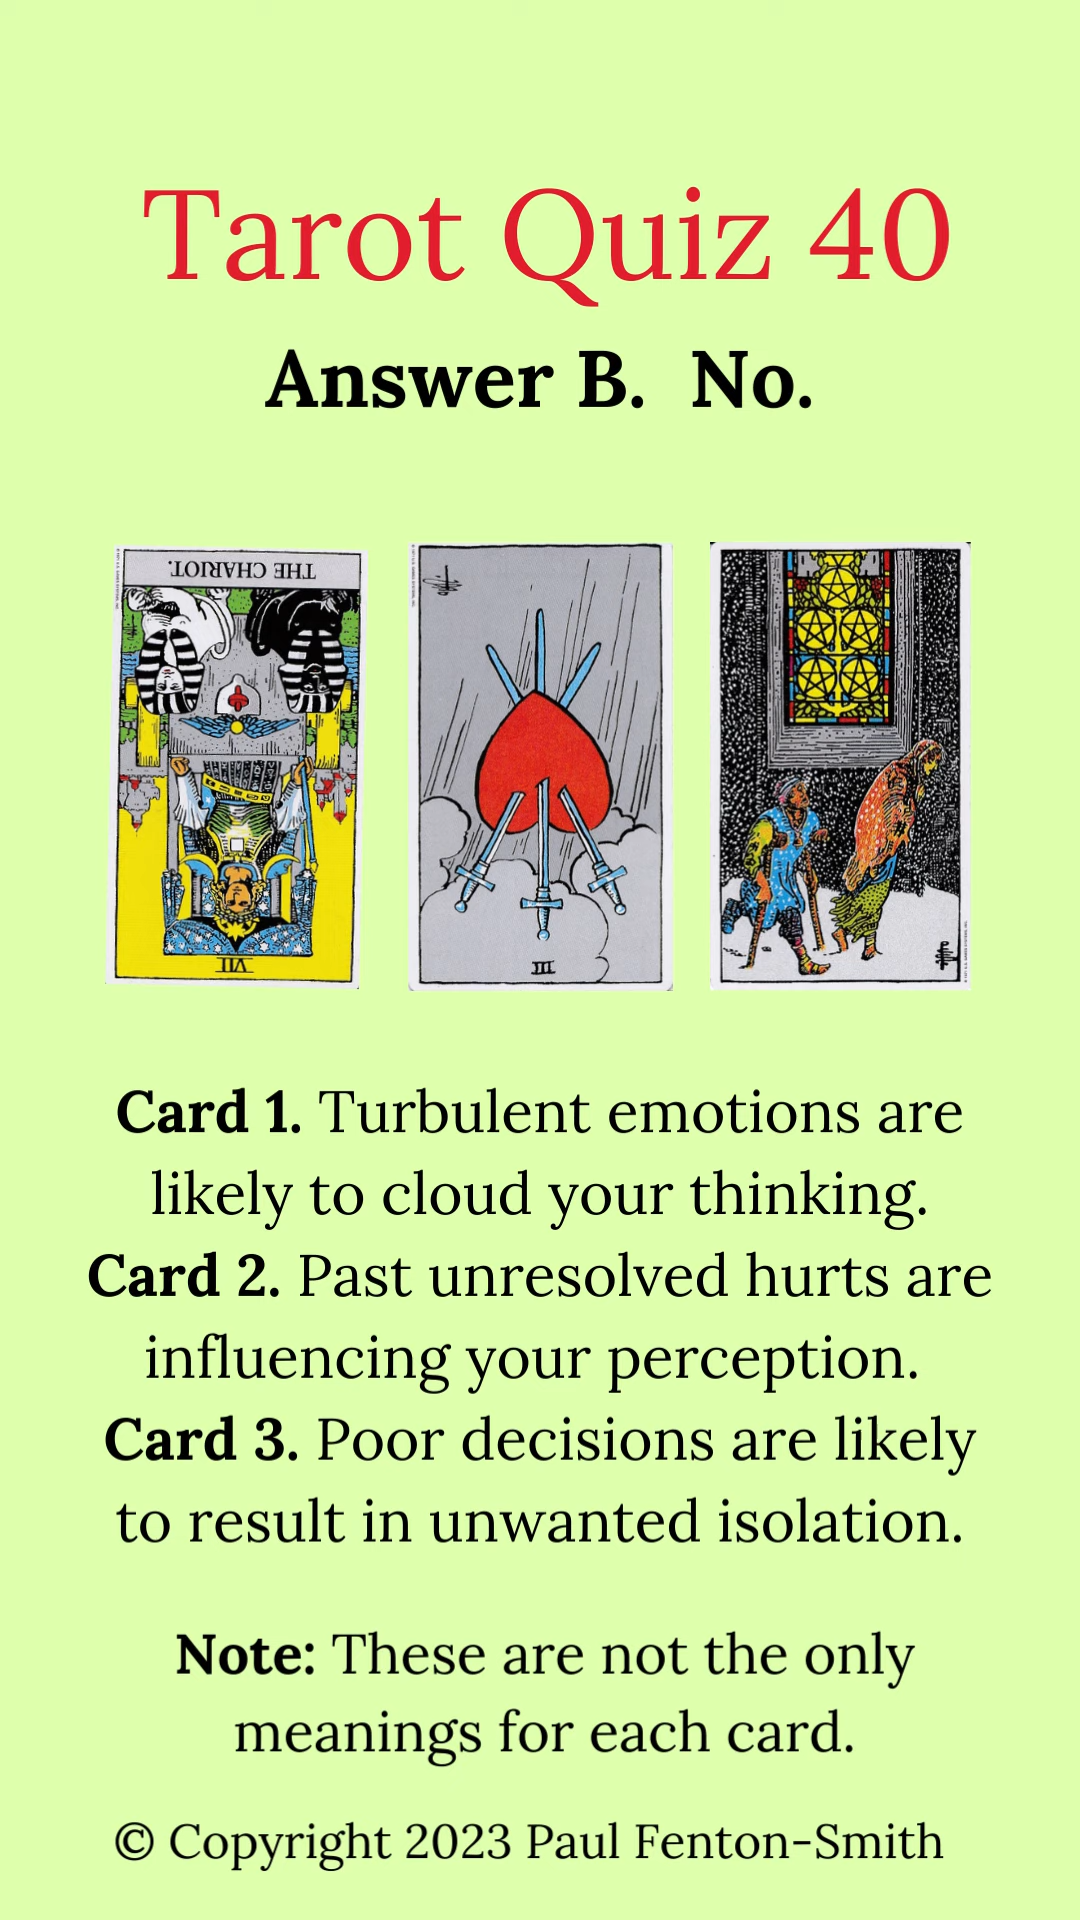 Tarot Quiz 40
Answer B. No.
THE CHARIOT.
VII
III
Card 1. Turbulent emotions are
likely to cloud your thinking.
Card 2. Past unresolved hurts are
influencing your perception.
Card 3. Poor decisions are likely
to result in unwanted isolation.
Note: These are not the only
meanings for each card.
© Copyright 2023 Paul Fenton-Smith